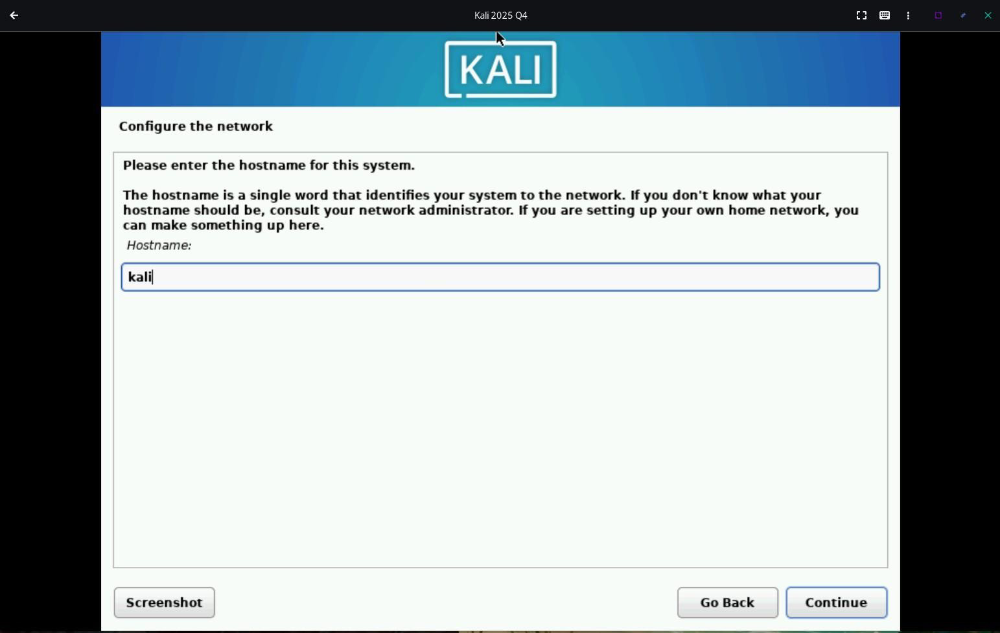 Kali 2025 Q4
KALI
Configure the network
Please enter the hostname for this system.
The hostname is a single word that identifies your system to the network. If you don't know what your
hostname should be, consult your network administrator. If you are setting up your own home network, you
can make something up here.
Hostname:
kali
Screenshot
Go Back
Continue